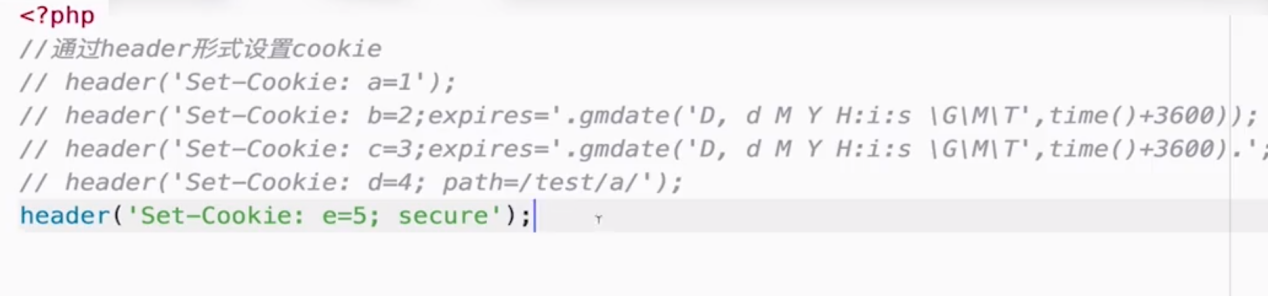 <?php
//通过header形式设置cookie
// header('Set-Cookie: a=1');
// header('Set-Cookie: b=2;expires='.gmdate('D, d M Y H:i:s \G\M\T',time()+3600));
// header('Set-Cookie: c=3;expires='.gmdate('D, d M Y H:i:s \G\M\T',time()+3600).';
// header('Set-Cookie: d=4; path=/test/a/');
header('Set-Cookie: e=5; secure');